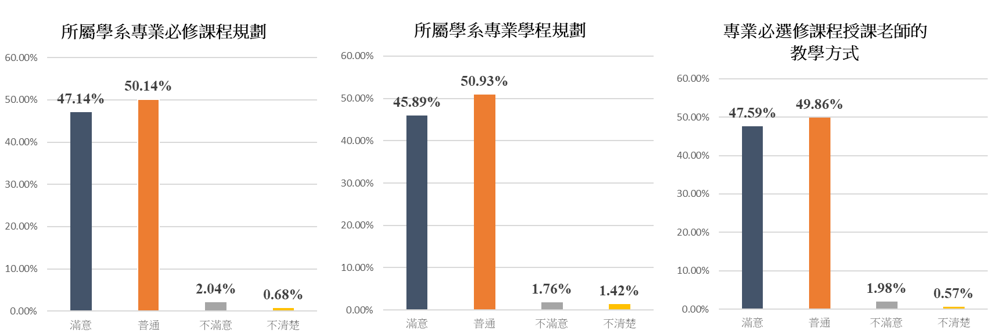 所屬學系專業必修課程規劃
60.00%
50.00%
40.00%
30.00%
20.00%
10.00%
0.00%
47.14%
50.14%
2.04%
0.68%
滿意
普通
不滿意
不清楚
所屬學系專業學程規劃
60.00%
50.00%
40.00%
30.00%
20.00%
10.00%
0.00%
45.89%
50.93%
1.76%
1.42%
滿意
普通
不滿意
不清楚
專業必選修課程授課老師的
教學方式
60.00%
50.00%
40.00%
30.00%
20.00%
10.00%
0.00%
47.59%
49.86%
1.98%
0.57%
滿意
普通
不滿意
不清楚